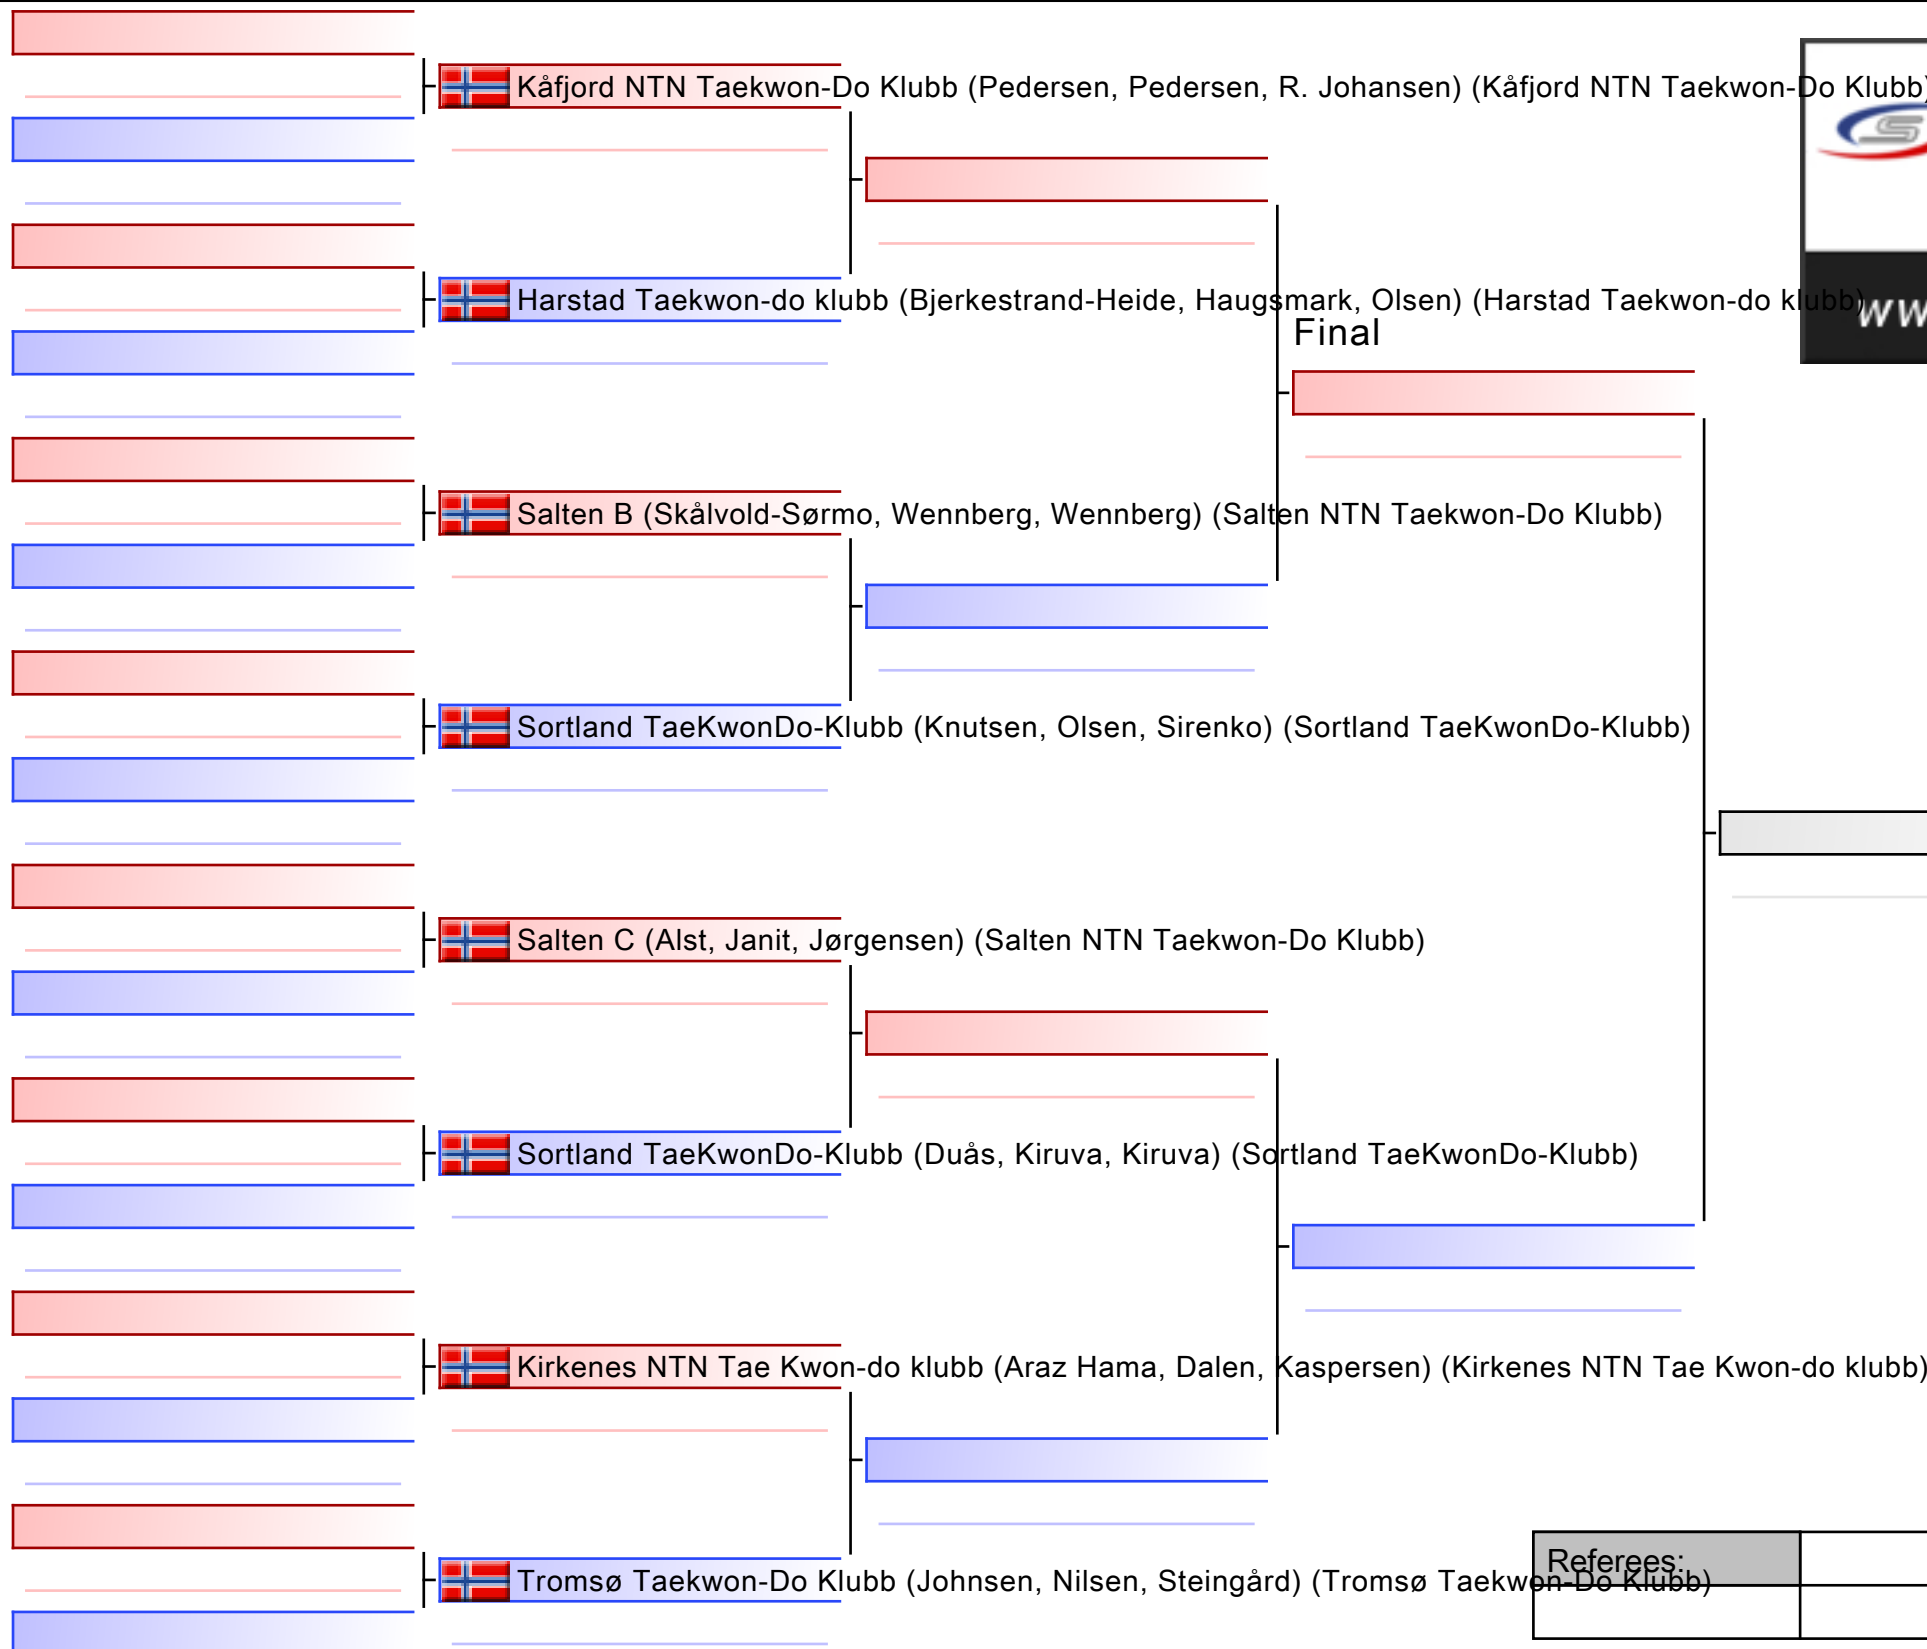 Kåfjord NTN Taekwon-Do Klubb (Pedersen, Pedersen, R. Johansen) (Kåfjord NTN Taekwon-Do Klubb)
S
Harstad Taekwon-do klubb (Bjerkestrand-Heide, Haugsmark, Olsen) (Harstad Taekwon-do klubb)
Final
Salten B (Skålvold-Sørmo, Wennberg, Wennberg) (Salten NTN Taekwon-Do Klubb)
Sortland TaeKwonDo-Klubb (Knutsen, Olsen, Sirenko) (Sortland TaeKwonDo-Klubb)
Salten C (Alst, Janit, Jørgensen) (Salten NTN Taekwon-Do Klubb)
Sortland TaeKwonDo-Klubb (Duås, Kiruva, Kiruva) (Sortland TaeKwonDo-Klubb)
Kirkenes NTN Tae Kwon-do klubb (Araz Hama, Dalen, Kaspersen) (Kirkenes NTN Tae Kwon-do klubb)
Referees:
Tromsø Taekwon-Do Klubb (Johnsen, Nilsen, Steingård) (Tromsø Taekwon-Do Klubb)